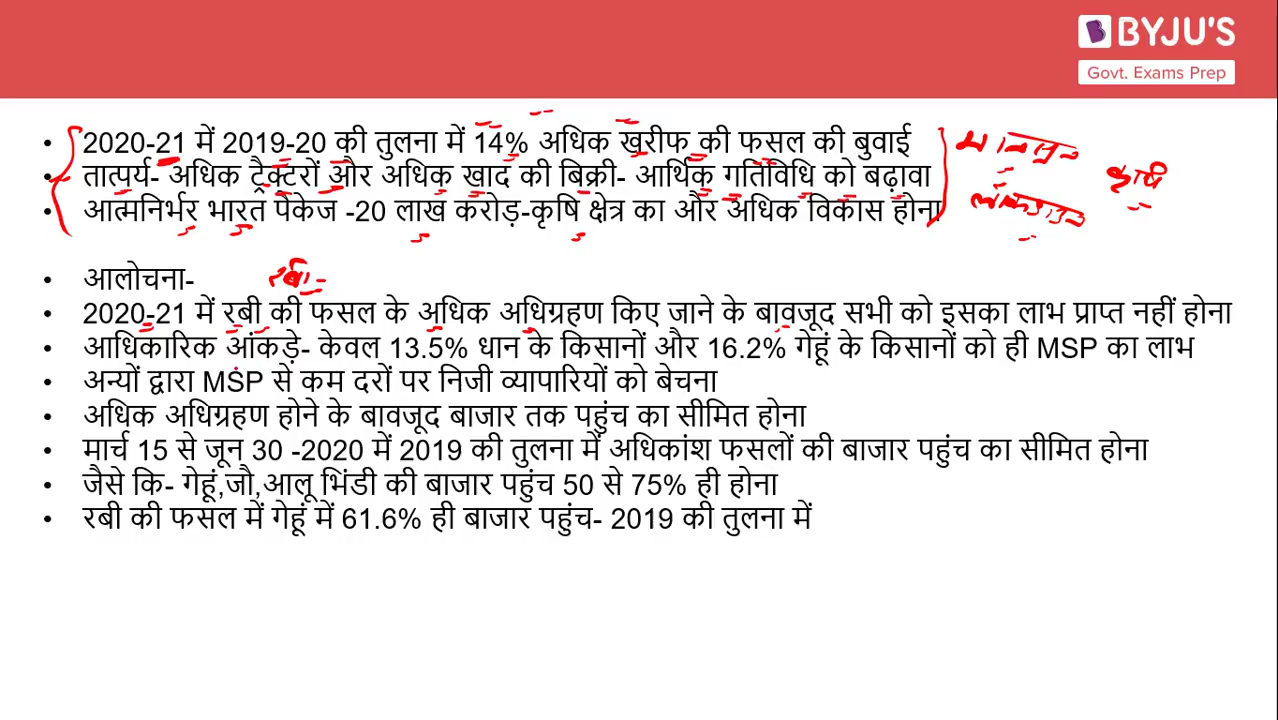 BYJU'S
Govt. Exams Prep
• 2020-21 में 2019-20 की तुलना में 14% अधिक खरीफ की फसल की बुवाई
• तात्पर्य- अधिक ट्रैक्टरों और अधिक खाद की बिक्री- आर्थिक गतिविधि को बढ़ावा
• आत्मनिर्भर भारत पैकेज -20 लाख करोड़-कृषि क्षेत्र का और अधिक विकास होना
मानसून
लॉकडाउन
कृषि
• आलोचना-
रबी
• 2020-21 में रबी की फसल के अधिक अधिग्रहण किए जाने के बावजूद सभी को इसका लाभ प्राप्त नहीं होना
• आधिकारिक आंकड़े- केवल 13.5% धान के किसानों और 16.2% गेहूं के किसानों को ही MSP का लाभ
• अन्यों द्वारा MSP से कम दरों पर निजी व्यापारियों को बेचना
• अधिक अधिग्रहण होने के बावजूद बाजार तक पहुंच का सीमित होना
• मार्च 15 से जून 30 -2020 में 2019 की तुलना में अधिकांश फसलों की बाजार पहुंच का सीमित होना
• जैसे कि- गेहूं,जौ,आलू भिंडी की बाजार पहुंच 50 से 75% ही होना
• रबी की फसल में गेहूं में 61.6% ही बाजार पहुंच- 2019 की तुलना में